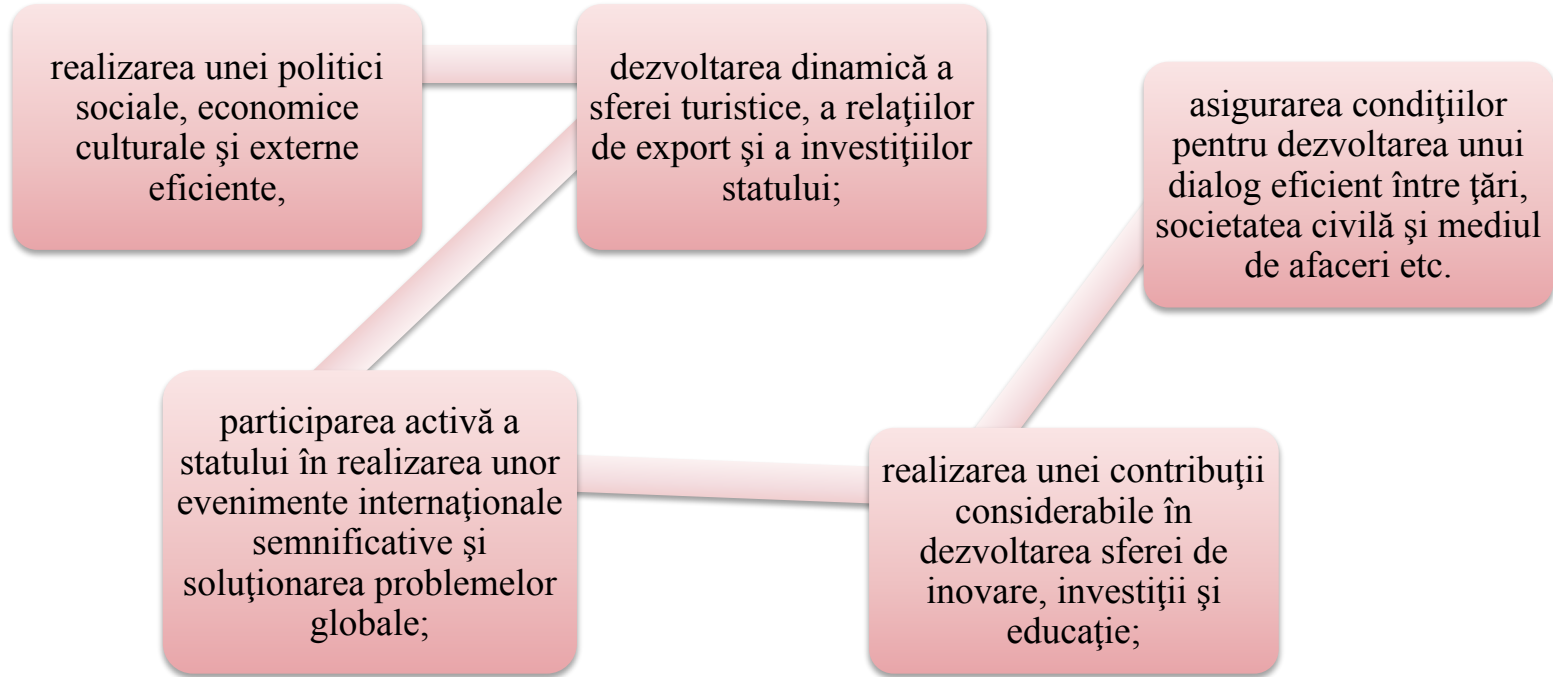 realizarea unei politici
sociale, economice
culturale şi externe
eficiente,
dezvoltarea dinamică a
sferei turistice, a relaţiilor
de export şi a investiţiilor
statului;
participarea activă a
statului în realizarea unor
evenimente internaţionale
semnificative şi
soluţionarea problemelor
globale;
realizarea unei contribuţii
considerabile în
dezvoltarea sferei de
inovare, investiţii şi
educaţie;
asigurarea condiţiilor
pentru dezvoltarea unui
dialog eficient între ţări,
societatea civilă şi mediul
de afaceri etc.